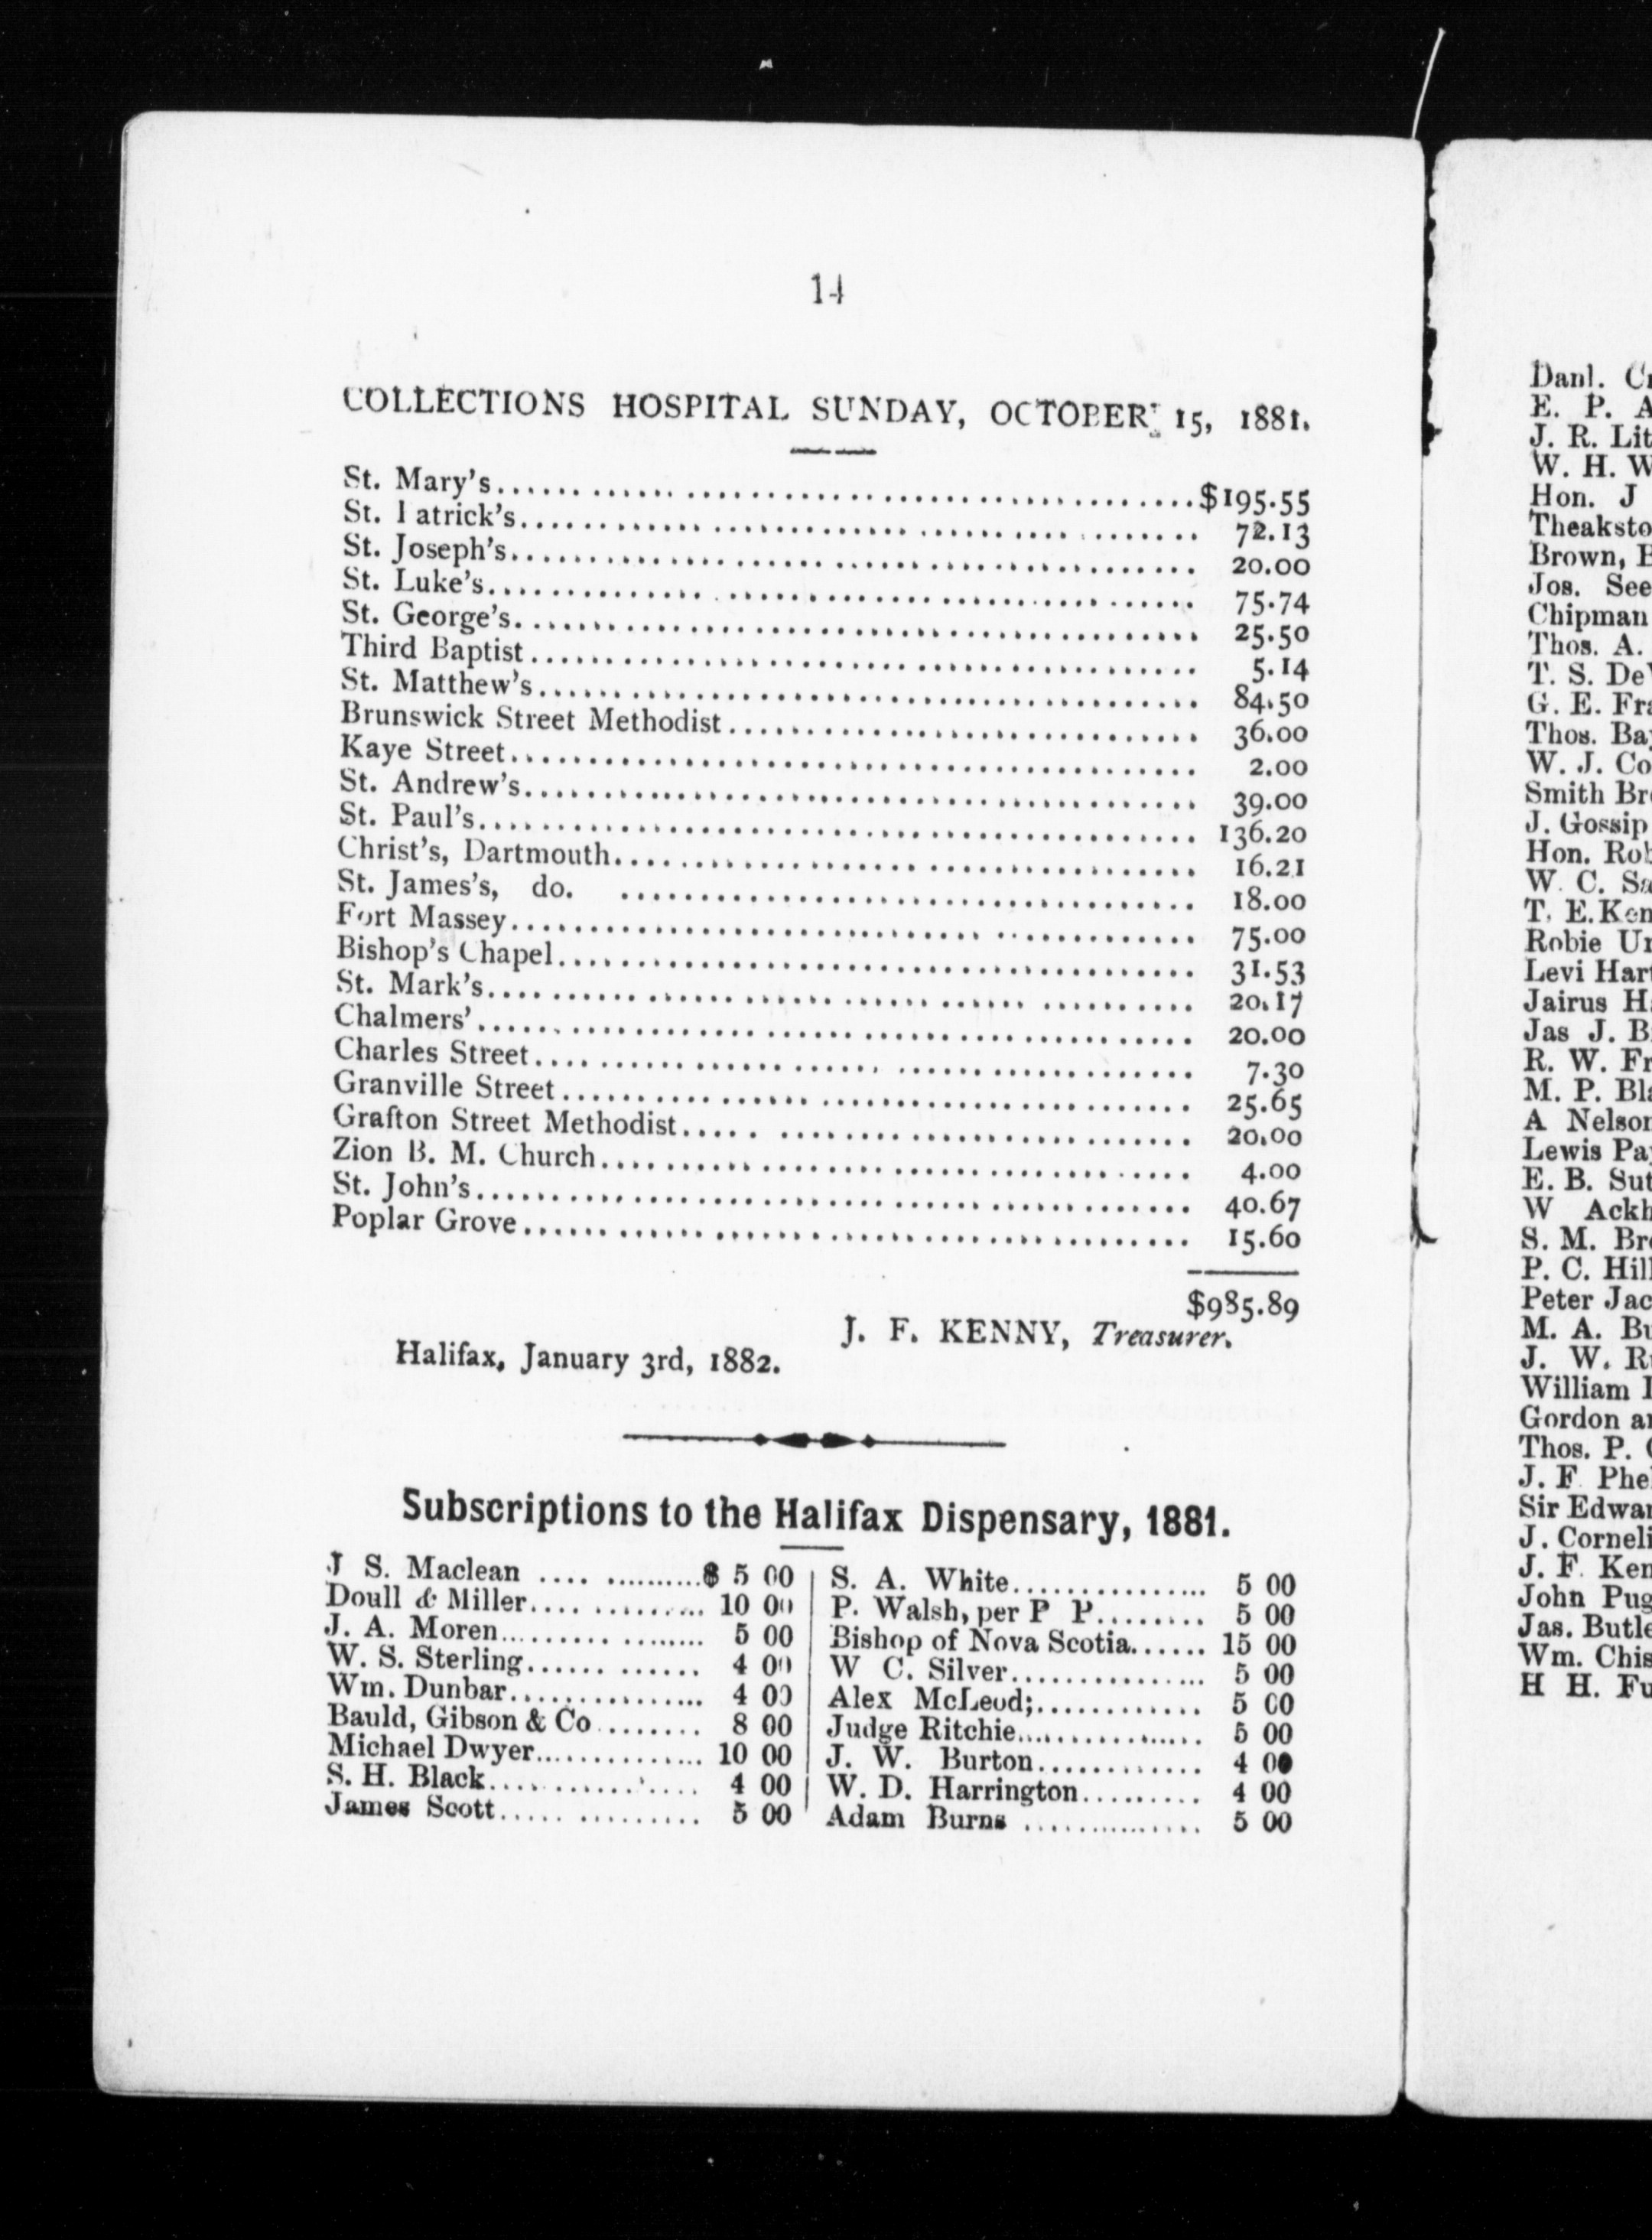 14
COLLECTIONS HOSPITAL SUNDAY, OCTOBER 15, 1881.
St. Mary's $195.55
St. Patrick's 72.13
St. Joseph's 20.00
St. Luke's 75.74
St. George's 25.50
Third Baptist 5.14
St. Matthew's 84.50
Brunswick Street Methodist 36.00
Kaye Street 2.00
St. Andrew's 39.00
St. Paul's 136.20
Christ's, Dartmouth 16.21
St. James's, do. 18.00
Fort Massey 75.00
Bishop's Chapel 31.53
St. Mark's 20.17
Chalmers' 20.00
Charles Street 7.30
Granville Street 25.65
Grafton Street Methodist 20.00
Zion B. M. Church 4.00
St. John's 40.67
Poplar Grove 15.60
$985.89
J. F. KENNY, Treasurer.
Halifax, January 3rd, 1882.
Subscriptions to the Halifax Dispensary, 1881.
J S. Maclean $ 5 00
Doull & Miller 10 00
J. A. Moren 5 00
W. S. Sterling 4 00
Wm. Dunbar 4 00
Bauld, Gibson & Co 8 00
Michael Dwyer 10 00
S. H. Black 4 00
James Scott 5 00
S. A. White 5 00
P. Walsh, per P P 5 00
Bishop of Nova Scotia 15 00
W C. Silver 5 00
Alex McLeod; 5 00
Judge Ritchie 5 00
J. W. Burton 4 00
W. D. Harrington 4 00
Adam Burns 5 00
Danl.
E. P.
J. R.
W. H.
Hon. J
Brown,
Jos.
Chipman
Thos. A.
T. S.
G. E.
Thos.
W. J.
Smith
J. Gossip
Hon.
W. C.
T. E.
Robie
Levi
Jairus
Jas J.
R. W.
M. P.
A
Lewis
E. B.
W
S. M.
P. C.
Peter
M. A.
J. W.
William
Gordon
Thos. P.
J. F
Sir
J.
J. F.
John
Jas.
Wm.
H H.